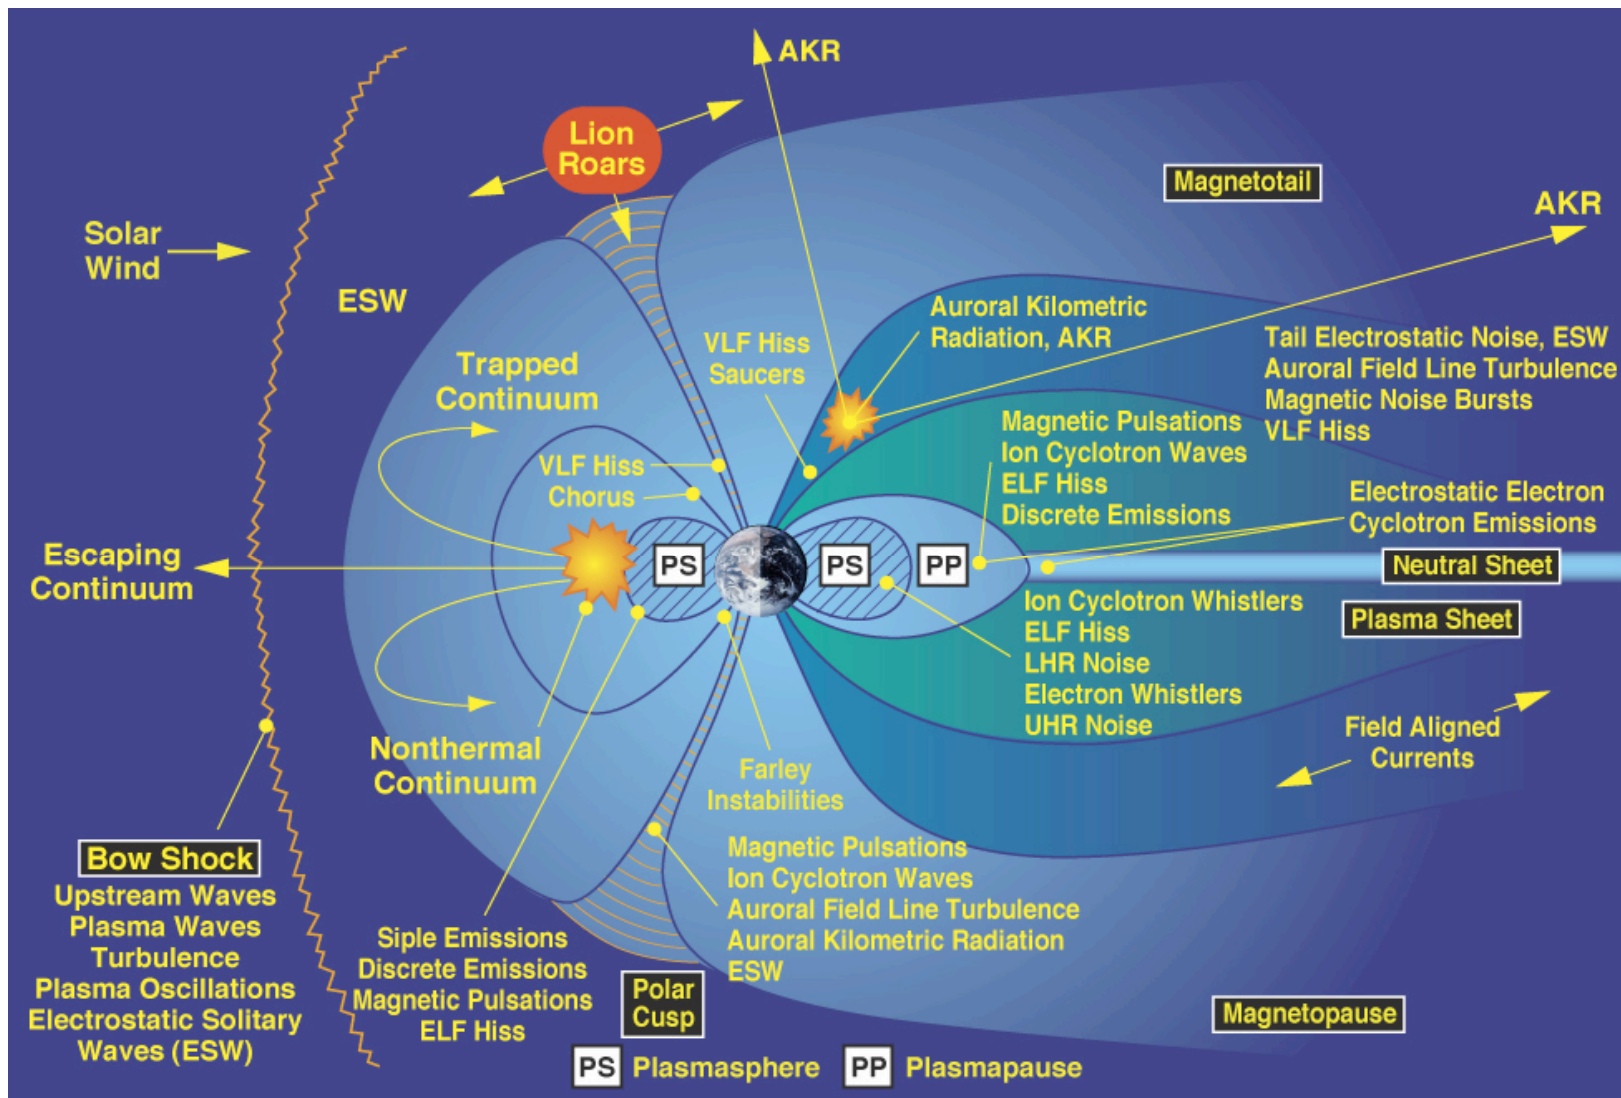 AKR
Lion
Roars
Magnetotail
AKR
Solar
Wind
ESW
Auroral Kilometric
Radiation, AKR
VLF Hiss
Saucers
Tail Electrostatic Noise, ESW
Auroral Field Line Turbulence
Magnetic Noise Bursts
VLF Hiss
Trapped
Continuum
Magnetic Pulsations
Ion Cyclotron Waves
ELF Hiss
Discrete Emissions
VLF Hiss
Chorus
Electrostatic Electron
Cyclotron Emissions
Escaping
Continuum
PS
PS
PP
Neutral Sheet
Ion Cyclotron Whistlers
ELF Hiss
LHR Noise
Electron Whistlers
UHR Noise
Plasma Sheet
Field Aligned
Currents
Nonthermal
Continuum
Farley
Instabilities
Bow Shock
Upstream Waves
Plasma Waves
Turbulence
Plasma Oscillations
Electrostatic Solitary
Waves (ESW)
Siple Emissions
Discrete Emissions
Magnetic Pulsations
ELF Hiss
Magnetic Pulsations
Ion Cyclotron Waves
Auroral Field Line Turbulence
Auroral Kilometric Radiation
ESW
Polar
Cusp
Magnetopause
PS Plasmasphere
PP Plasmapause